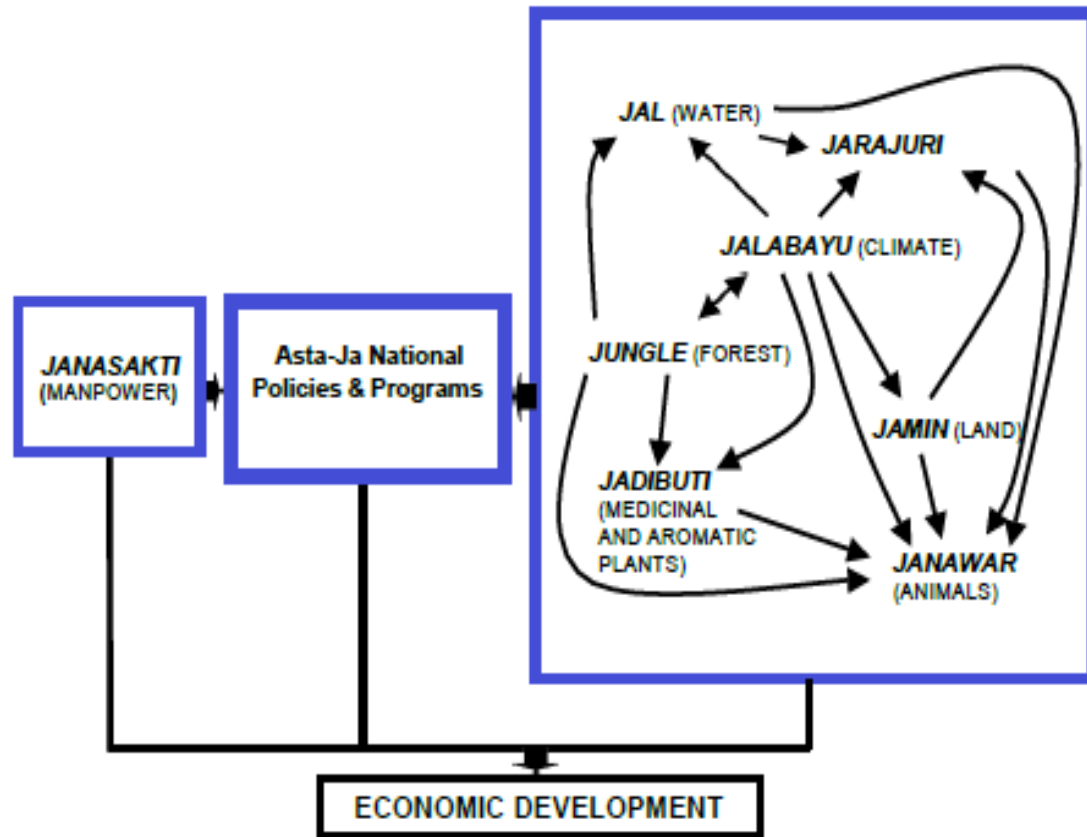 JAL (WATER)
JARAJURI
JALABAYU (CLIMATE)
JANASAKTI
(MANPOWER)
Asta-Ja National
Policies & Programs
JUNGLE (FOREST)
JAMIN (LAND)
JADIBUTI
(MEDICINAL
AND AROMATIC
PLANTS)
JANAWAR
(ANIMALS)
ECONOMIC DEVELOPMENT